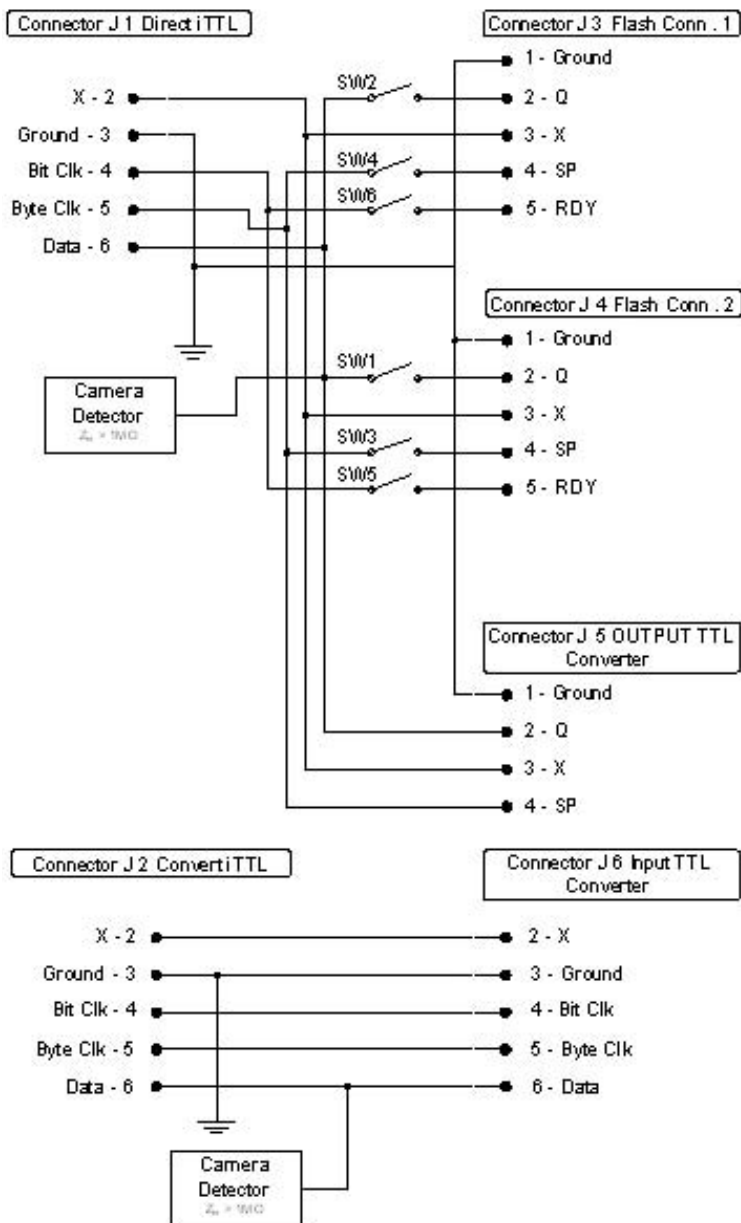 Connector J 1 Direct iTTL
Connector J 3 Flash Conn . 1
X - 2
Ground - 3
Bit Clk - 4
Byte Clk - 5
Data - 6
SW2
SW4
SW6
1 - Ground
2 - Q
3 - X
4 - SP
5 - RDY
Connector J 4 Flash Conn . 2
Camera
Detector
SW1
SW3
SW5
1 - Ground
2 - Q
3 - X
4 - SP
5 - RDY
Connector J 5 OUTPUT TTL
Converter
1 - Ground
2 - Q
3 - X
4 - SP
Connector J 2 Convert iTTL
Connector J 6 Input TTL
Converter
X - 2
Ground - 3
Bit Clk - 4
Byte Clk - 5
Data - 6
2 - X
3 - Ground
4 - Bit Clk
5 - Byte Clk
6 - Data
Camera
Detector